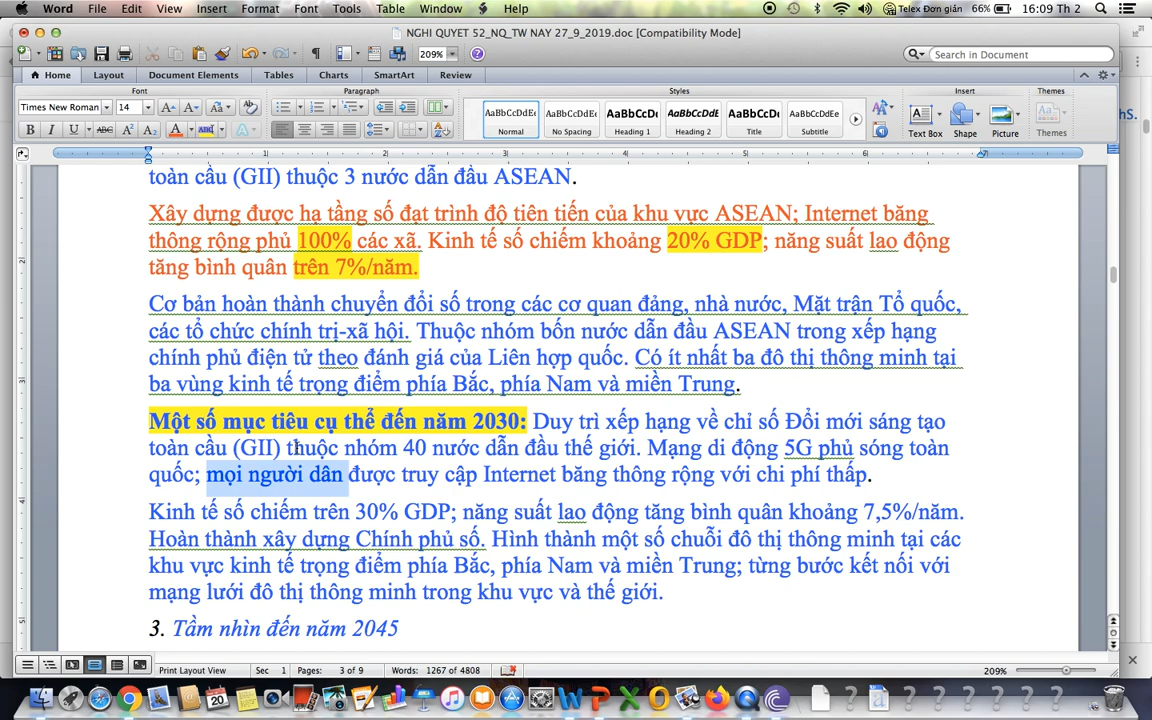 Word File Edit View Insert Format Font Tools Table Window Help Telex Đơn giản 66% 16:09 Th 2
NGHI QUYET 52_NQ_TW NAY 27_9_2019.doc [Compatibility Mode]
209% Search in Document
Home Layout Document Elements Tables Charts SmartArt Review
Font Paragraph Styles Insert Themes
Times New Roman 14
AaBbCcDdEe AaBbCcDdEe AaBbCcDc AaBbCcDdE AaBbCcDc AaBbCcDdEe
Normal No Spacing Heading 1 Heading 2 Title Subtitle Text Box Shape Picture Themes
toàn cầu (GII) thuộc 3 nước dẫn đầu ASEAN.
Xây dựng được hạ tầng số đạt trình độ tiên tiến của khu vực ASEAN; Internet băng
thông rộng phủ 100% các xã. Kinh tế số chiếm khoảng 20% GDP; năng suất lao động
tăng bình quân trên 7%/năm.
Cơ bản hoàn thành chuyển đổi số trong các cơ quan đảng, nhà nước, Mặt trận Tổ quốc,
các tổ chức chính trị-xã hội. Thuộc nhóm bốn nước dẫn đầu ASEAN trong xếp hạng
chính phủ điện tử theo đánh giá của Liên hợp quốc. Có ít nhất ba đô thị thông minh tại
ba vùng kinh tế trọng điểm phía Bắc, phía Nam và miền Trung.
Một số mục tiêu cụ thể đến năm 2030: Duy trì xếp hạng về chỉ số Đổi mới sáng tạo
toàn cầu (GII) thuộc nhóm 40 nước dẫn đầu thế giới. Mạng di động 5G phủ sóng toàn
quốc; mọi người dân được truy cập Internet băng thông rộng với chi phí thấp.
Kinh tế số chiếm trên 30% GDP; năng suất lao động tăng bình quân khoảng 7,5%/năm.
Hoàn thành xây dựng Chính phủ số. Hình thành một số chuỗi đô thị thông minh tại các
khu vực kinh tế trọng điểm phía Bắc, phía Nam và miền Trung; từng bước kết nối với
mạng lưới đô thị thông minh trong khu vực và thế giới.
3. Tầm nhìn đến năm 2045
Print Layout View Sec 1 Pages: 3 of 9 Words: 1267 of 4808 209%